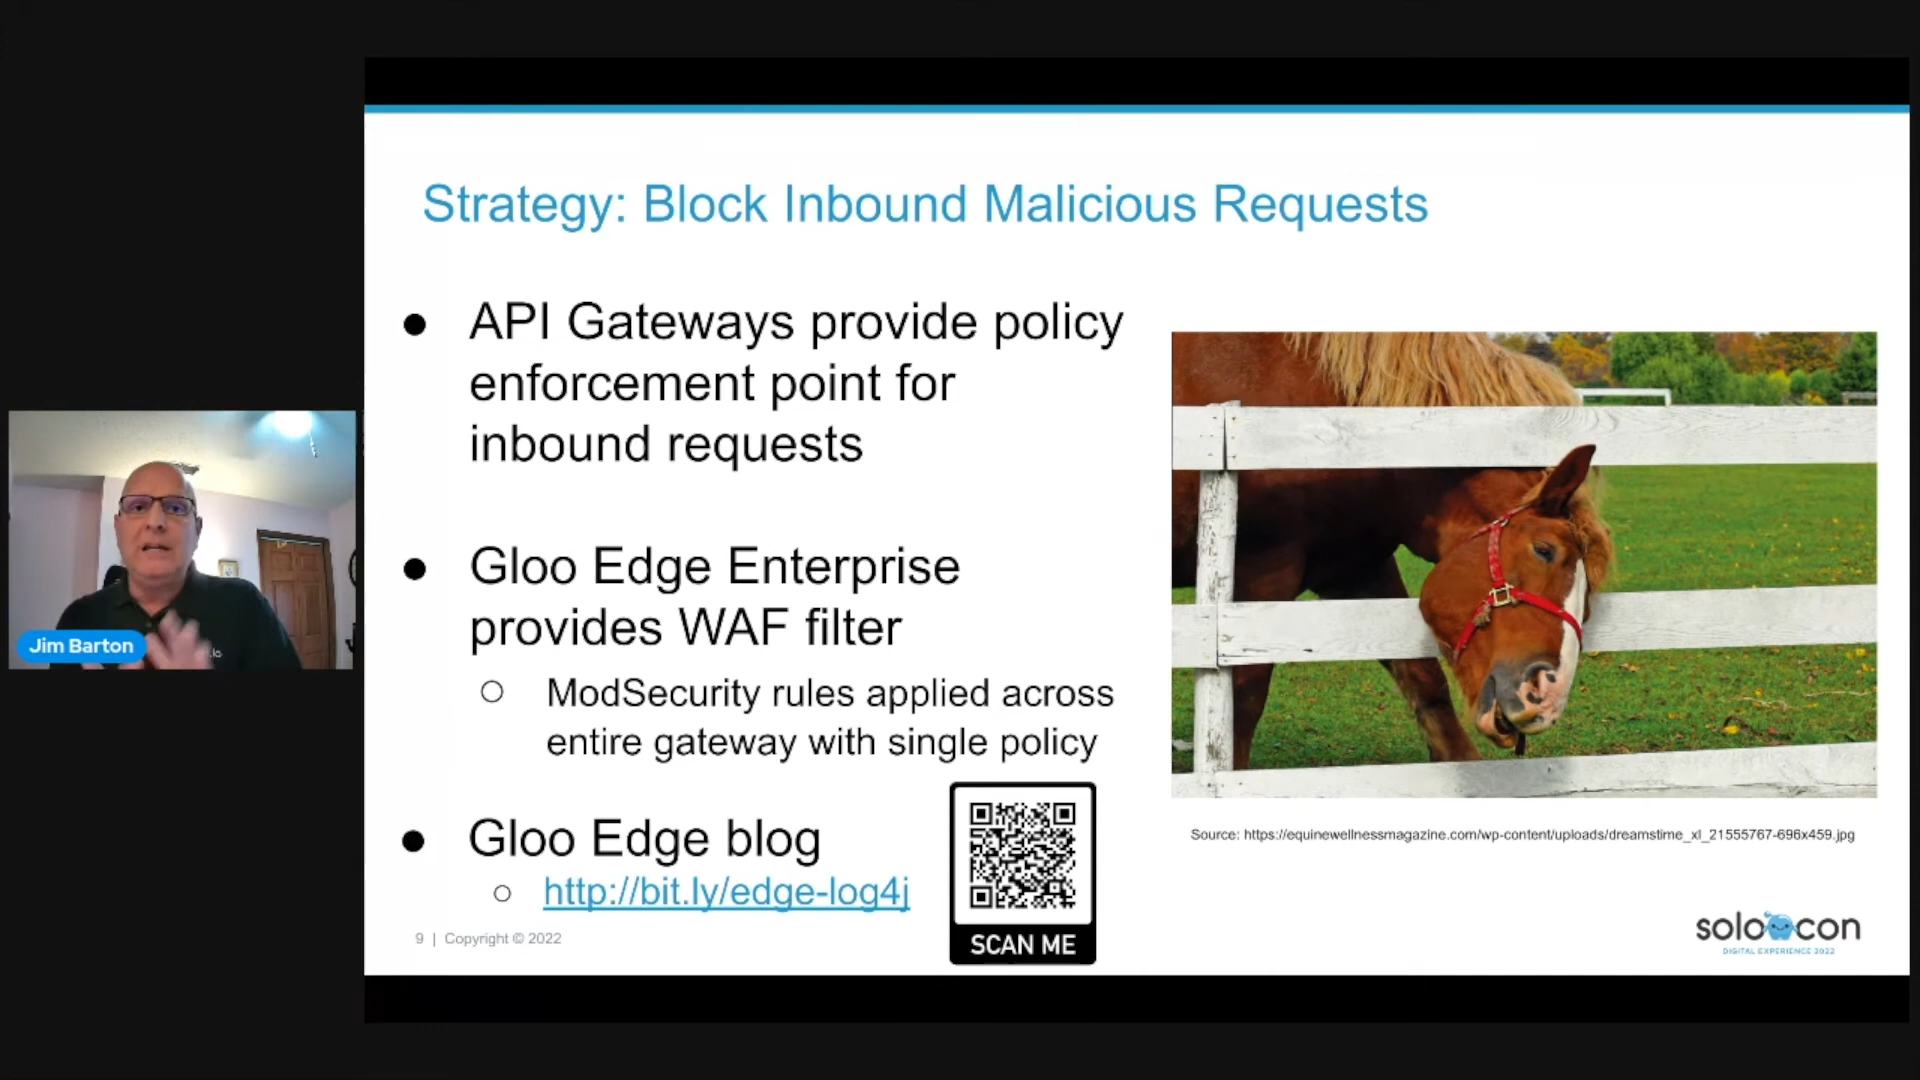 Strategy: Block Inbound Malicious Requests
● API Gateways provide policy
enforcement point for
inbound requests
● Gloo Edge Enterprise
provides WAF filter
○ ModSecurity rules applied across
entire gateway with single policy
● Gloo Edge blog
○ http://bit.ly/edge-log4j
SCAN ME
Source: https://equinewellnessmagazine.com/wp-content/uploads/dreamstime_xl_21555767-696x459.jpg
9 | Copyright © 2022
solo con
DIGITAL EXPERIENCE 2022
Jim Barton